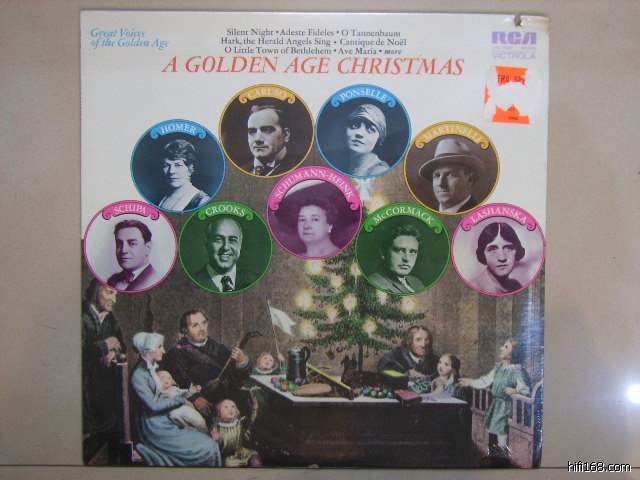 Great Voices
of the Golden Age
Silent Night • Adeste Fideles • O Tannenbaum
Hark, the Herald Angels Sing • Cantique de Noël
O Little Town of Bethlehem • Ave Maria • more
A GOLDEN AGE CHRISTMAS
RCA
VICTROLA
HOMER
CARUSO
PONSELLE
MARTINELLI
SCHIPA
CROOKS
SCHUMANN-HEINK
McCORMACK
LASHANSKA
hifi168.com